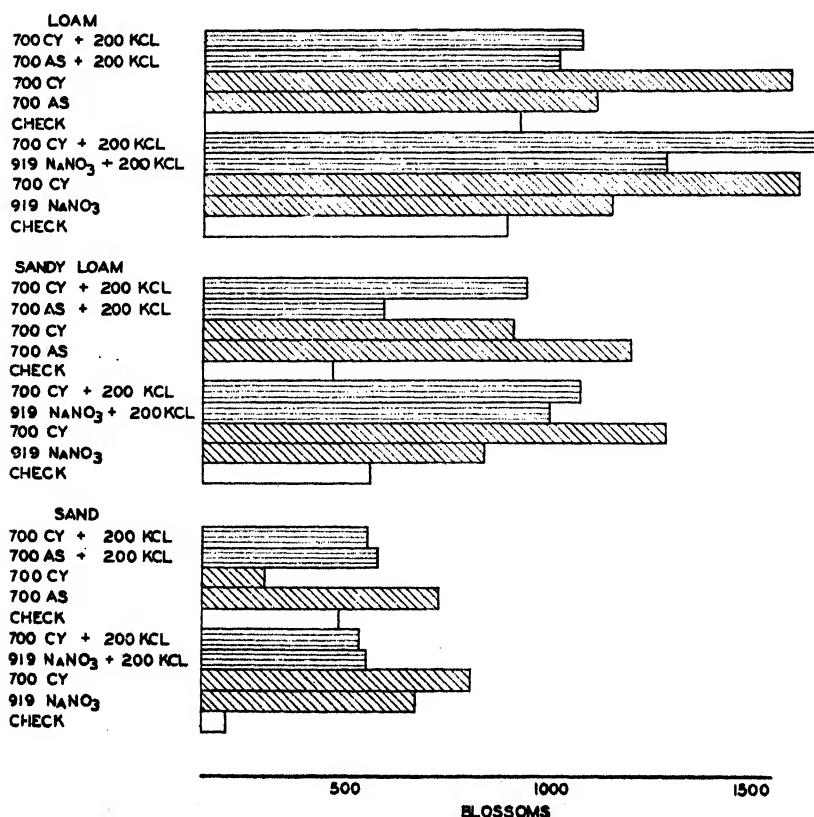 LOAM
700 CY + 200 KCL
700 AS + 200 KCL
700 CY
700 AS
CHECK
700 CY + 200 KCL
919 NANO3 + 200 KCL
700 CY
919 NANO3
CHECK
SANDY LOAM
700 CY + 200 KCL
700 AS + 200 KCL
700 CY
700 AS
CHECK
700 CY + 200 KCL
919 NANO3 + 200 KCL
700 CY
919 NANO3
CHECK
SAND
700 CY + 200 KCL
700 AS + 200 KCL
700 CY
700 AS
CHECK
700 CY + 200 KCL
919 NANO3 + 200 KCL
700 CY
919 NANO3
CHECK
500 1000 1500
BLOSSOMS